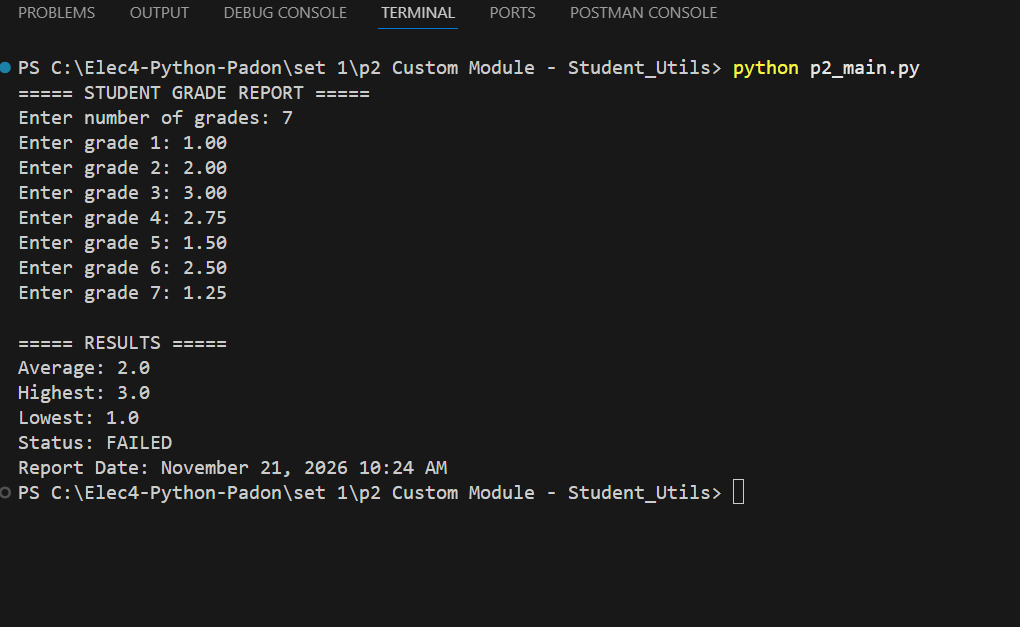 PROBLEMS OUTPUT DEBUG CONSOLE TERMINAL PORTS POSTMAN CONSOLE
PS C:\Elec4-Python-Padon\set 1\p2 Custom Module - Student_Utils> python p2_main.py
===== STUDENT GRADE REPORT =====
Enter number of grades: 7
Enter grade 1: 1.00
Enter grade 2: 2.00
Enter grade 3: 3.00
Enter grade 4: 2.75
Enter grade 5: 1.50
Enter grade 6: 2.50
Enter grade 7: 1.25
===== RESULTS =====
Average: 2.0
Highest: 3.0
Lowest: 1.0
Status: FAILED
Report Date: November 21, 2026 10:24 AM
PS C:\Elec4-Python-Padon\set 1\p2 Custom Module - Student_Utils>